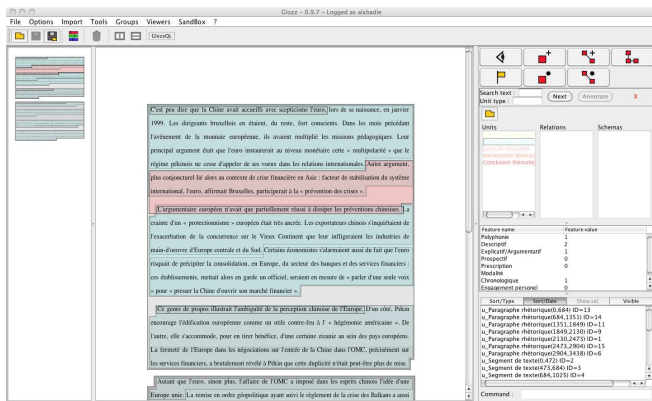 Glozz – 0.9.7 – Logged as alabadie
File Options Import Tools Groups Viewers SandBox ?
GlozzQL
C'est peu dire que la Chine avait accueilli avec scepticisme l'euro, lors de sa naissance, en janvier
1999. Les dirigeants bruxellois en étaient, du reste, fort conscients. Dans les mois précédant
l'avènement de la monnaie européenne, ils avaient multiplié les missions pédagogiques. Leur
principal argument était que l'euro instaurerait au niveau monétaire cette « multipolarité » que le
régime pékinois ne cesse d'appeler de ses voeux dans les relations internationales. Autre argument,
plus conjoncturel lié alors au contexte de crise financière en Asie : facteur de stabilisation du système
international, l'euro, affirmait Bruxelles, participerait à la « prévention des crises ».
L'argumentaire européen n'avait que partiellement réussi à dissiper les préventions chinoises. La
crainte d'un « protectionnisme » européen était très ancrée. Les exportateurs chinois s'inquiétaient de
l'exacerbation de la concurrence sur le Vieux Continent que leur infligeraient les industries de
main-d'oeuvre d'Europe centrale et du Sud. Certains économistes s'alarmaient aussi du fait que l'euro
risquait de précipiter la consolidation, en Europe, du secteur des banques et des services financiers :
ces établissements, mettait alors en garde un officiel, seraient en mesure de « parler d'une seule voix
» pour « presser la Chine d'ouvrir son marché financier ».
Ce genre de propos illustrait l'ambiguïté de la perception chinoise de l'Europe. D'un côté, Pékin
encourage l'édification européenne comme un utile contre-feu à l' « hégémonie américaine ». De
l'autre, elle s'accommode, pour en tirer bénéfice, d'une certaine zizanie au sein des pays européens.
La fermeté de l'Europe dans les négociations sur l'entrée de la Chine dans l'OMC, précisément sur
les services financiers, a brutalement révélé à Pékin que cette duplicité n'était peut-être plus de mise.
Autant que l'euro, sinon plus, l'affaire de l'OMC a imposé dans les esprits chinois l'idée d'une
Europe unie. La remise en ordre géopolitique ayant suivi le règlement de la crise des Balkans a aussi
Search text :
Unit type :
Next
Annotate
X
Units Relations Schemas
Introduction thémati
Conclusion thématiq
Feature name Feature value
Polyphonie 1
Descriptif 2
Explicatif/Argumentatif 1
Prospectif 0
Prescription 0
Modalité
Chronologique 1
Engagement personel 0
Sort/Type Sort/Date Show sel. Visible
u_Paragraphe rhétorique(0,684) ID=13
u_Paragraphe rhétorique(684,1351) ID=14
u_Paragraphe rhétorique(1351,1849) ID=11
u_Paragraphe rhétorique(1849,2130) ID=9
u_Paragraphe rhétorique(2130,2473) ID=1
u_Paragraphe rhétorique(2473,2904) ID=15
u_Paragraphe rhétorique(2904,3438) ID=6
u_Segment de texte(0,472) ID=2
u_Segment de texte(473,684) ID=3
u_Segment de texte(684,1025) ID=4
Command :